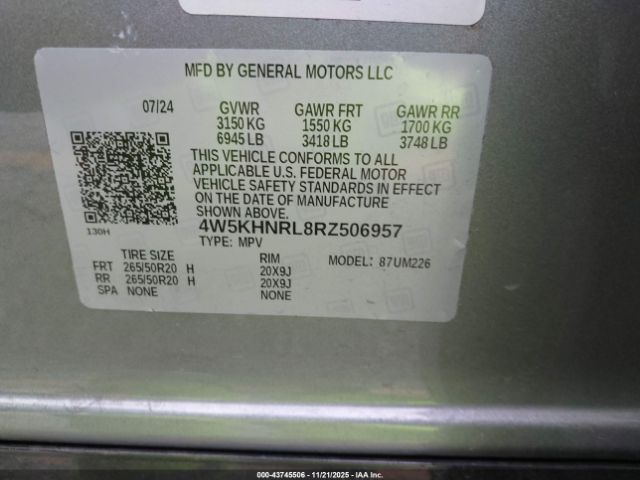 MFD BY GENERAL MOTORS LLC
07/24 GVWR GAWR FRT GAWR RR
3150 KG 1550 KG 1700 KG
6945 LB 3418 LB 3748 LB
THIS VEHICLE CONFORMS TO ALL
APPLICABLE U.S. FEDERAL MOTOR
VEHICLE SAFETY STANDARDS IN EFFECT
ON THE DATE OF MANUFACTURE
SHOWN ABOVE.
130H 4W5KHNRL8RZ506957
TYPE: MPV
TIRE SIZE RIM MODEL: 87UM226
FRT 265/50R20 H 20X9J
RR 265/50R20 H 20X9J
SPA NONE NONE
000-43745506 - 11/21/2025 - IAA Inc.